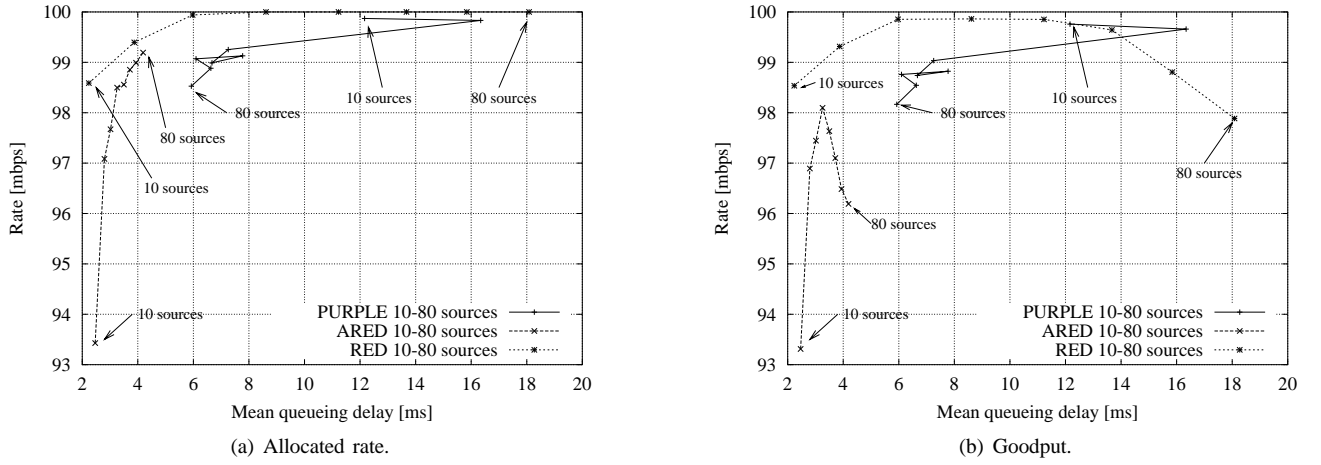 100
99
98
97
96
95
94
93
Rate [mbps]
10 sources
80 sources
80 sources
80 sources
10 sources
10 sources
PURPLE 10-80 sources
ARED 10-80 sources
RED 10-80 sources
2 4 6 8 10 12 14 16 18 20
Mean queueing delay [ms]
(a) Allocated rate.
100
99
98
97
96
95
94
93
Rate [mbps]
10 sources
10 sources
80 sources
80 sources
80 sources
10 sources
PURPLE 10-80 sources
ARED 10-80 sources
RED 10-80 sources
2 4 6 8 10 12 14 16 18 20
Mean queueing delay [ms]
(b) Goodput.